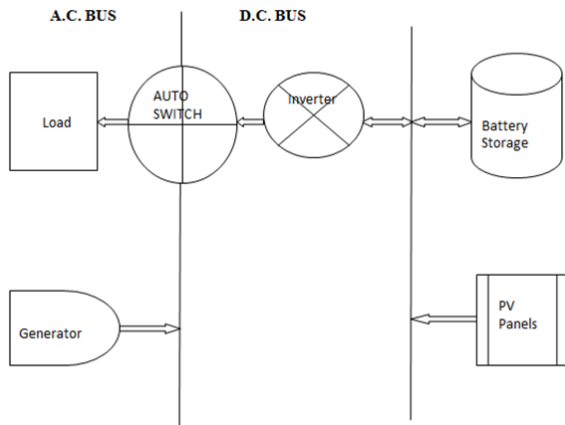 A.C. BUS
D.C. BUS
Load
AUTO
SWITCH
Inverter
Battery
Storage
Generator
PV
Panels